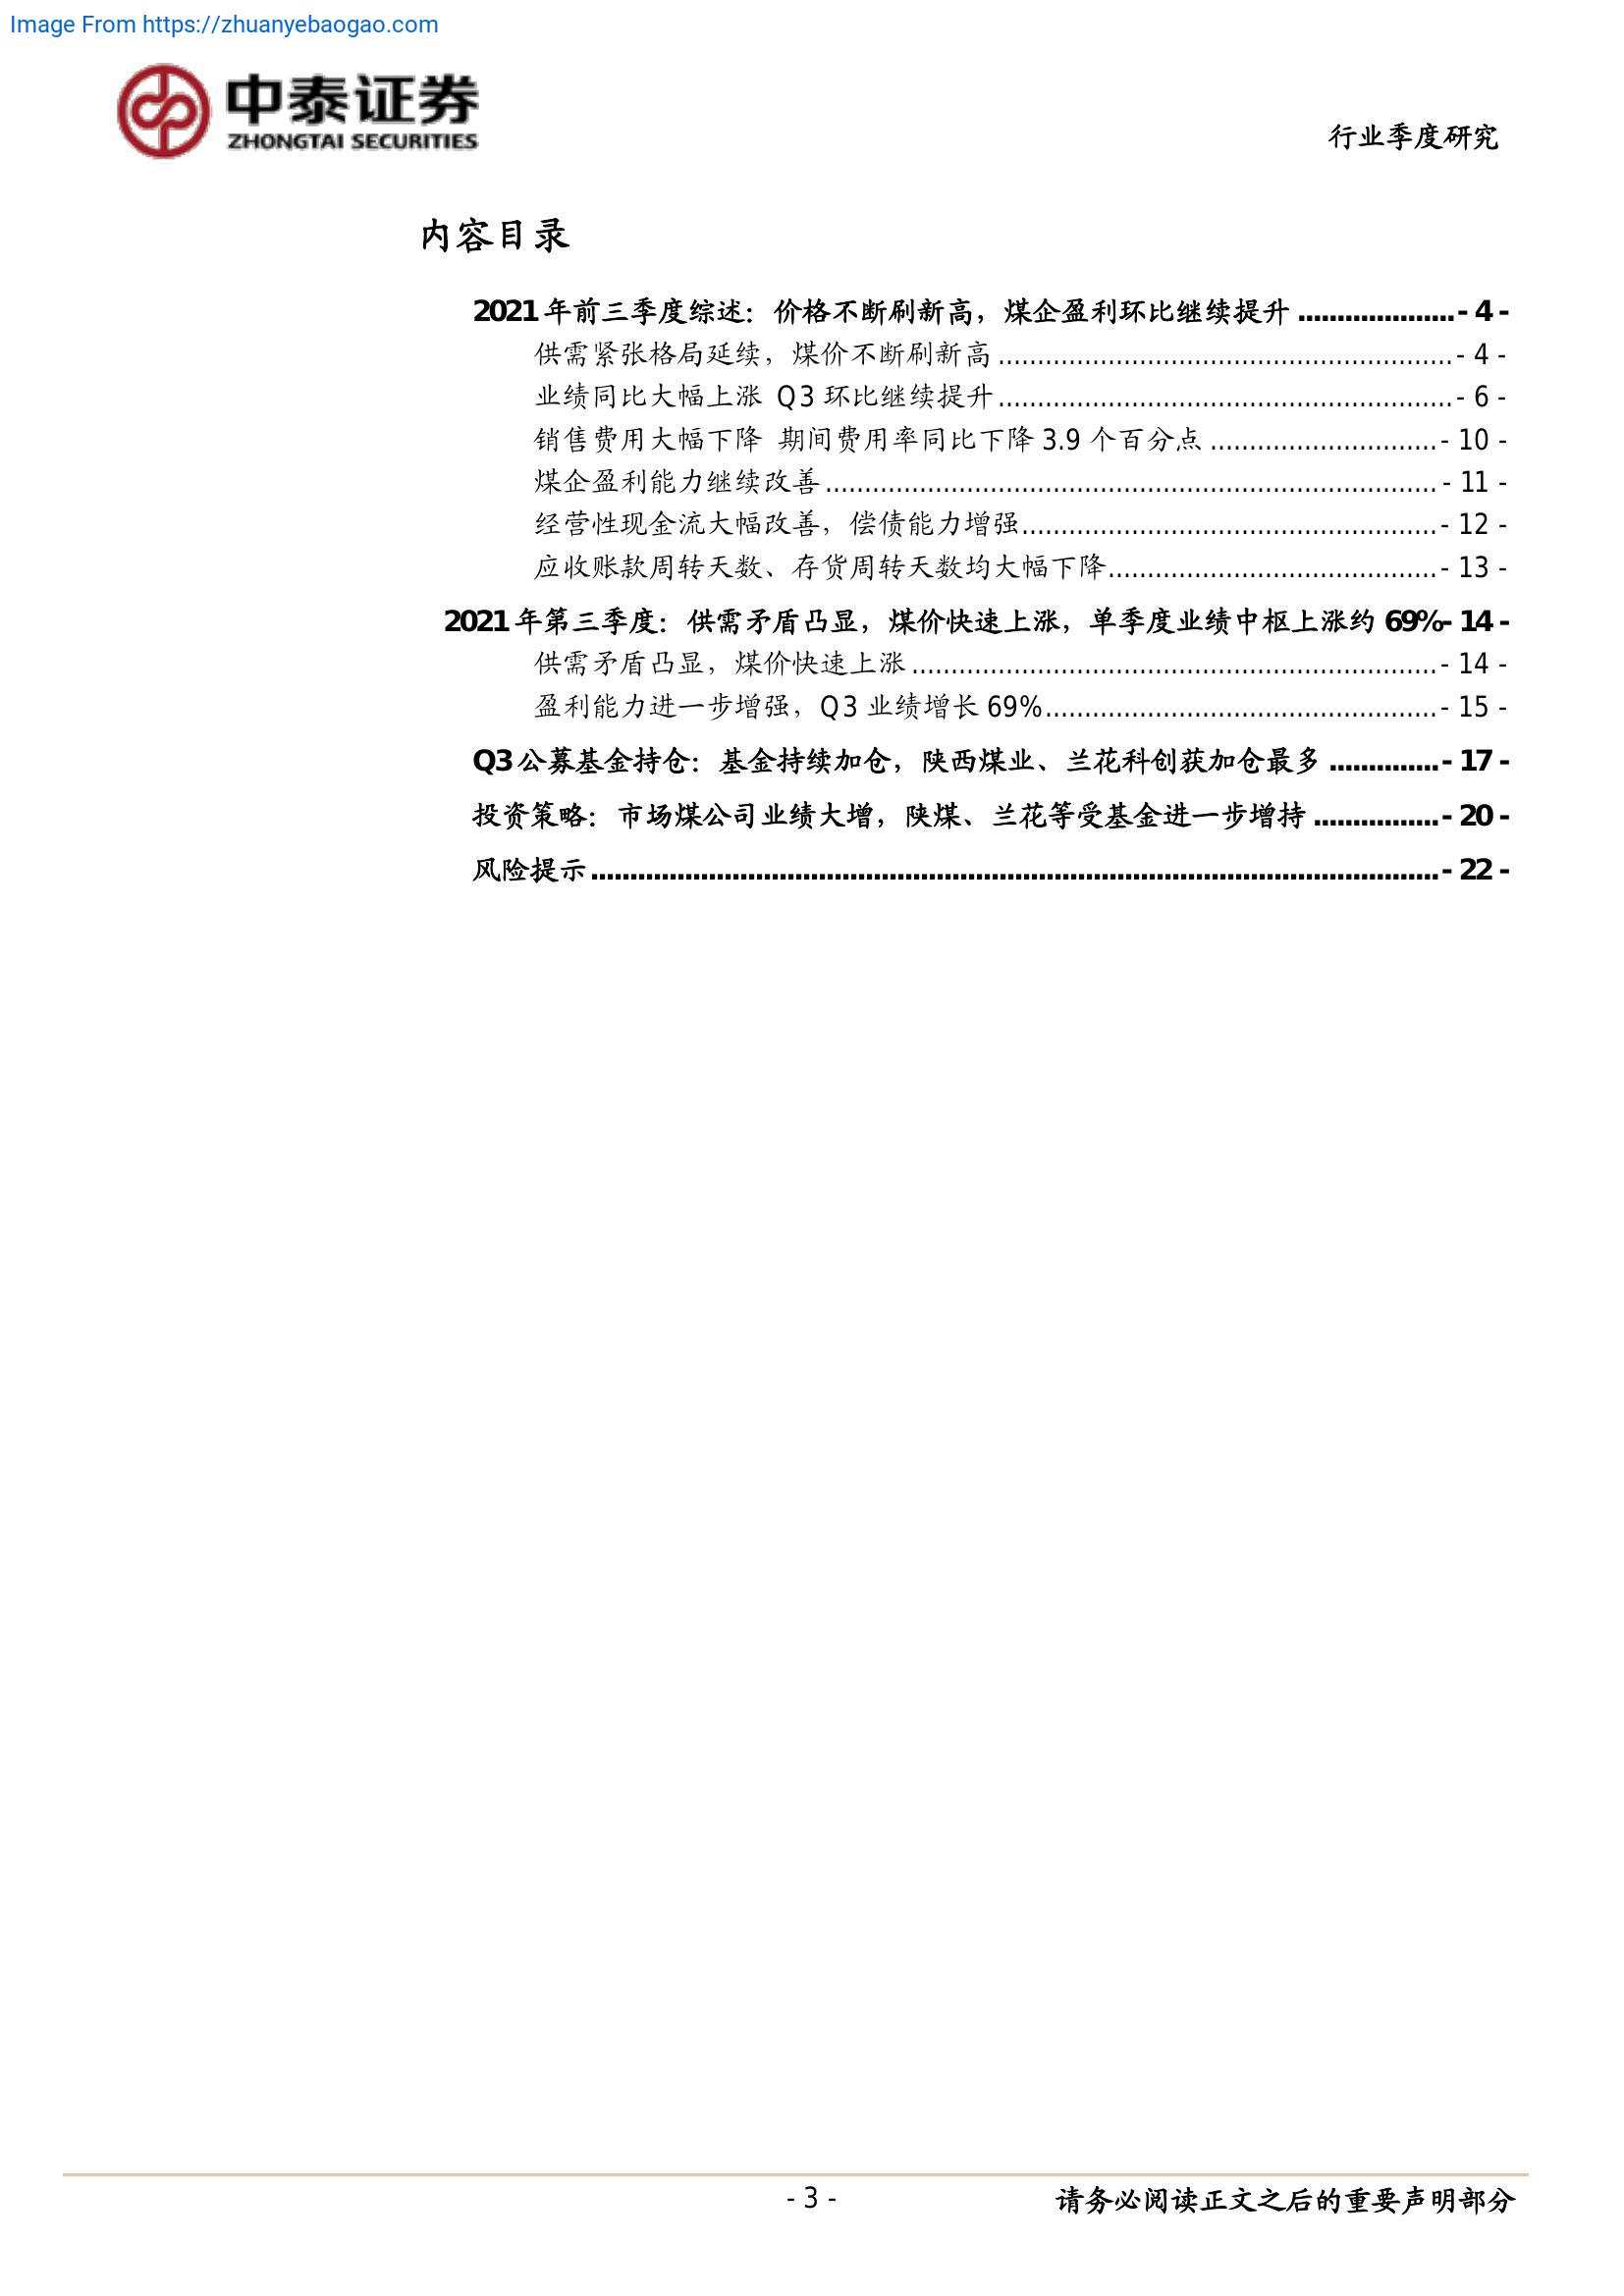 Image From https://zhuanyebaogao.com
中泰证券
ZHONGTAI SECURITIES
行业季度研究
内容目录
2021 年前三季度综述：价格不断刷新高，煤企盈利环比继续提升 ....................- 4 -
供需紧张格局延续，煤价不断刷新高 ..........................................................- 4 -
业绩同比大幅上涨 Q3 环比继续提升 ..........................................................- 6 -
销售费用大幅下降 期间费用率同比下降 3.9 个百分点 .............................- 10 -
煤企盈利能力继续改善 ..............................................................................- 11 -
经营性现金流大幅改善，偿债能力增强.....................................................- 12 -
应收账款周转天数、存货周转天数均大幅下降..........................................- 13 -
2021 年第三季度：供需矛盾凸显，煤价快速上涨，单季度业绩中枢上涨约 69%- 14 -
供需矛盾凸显，煤价快速上涨 ...................................................................- 14 -
盈利能力进一步增强，Q3 业绩增长 69%..................................................- 15 -
Q3 公募基金持仓：基金持续加仓，陕西煤业、兰花科创获加仓最多 ..............- 17 -
投资策略：市场煤公司业绩大增，陕煤、兰花等受基金进一步增持 ................- 20 -
风险提示 ............................................................................................................- 22 -
- 3 -
请务必阅读正文之后的重要声明部分